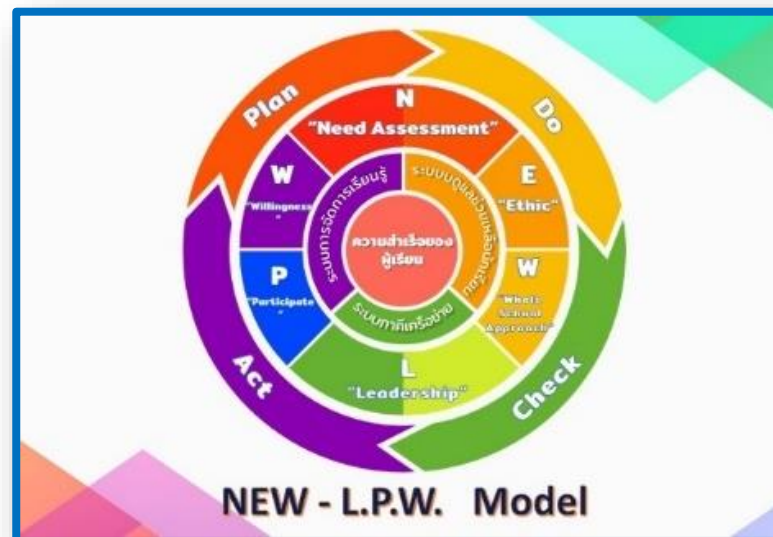 Plan
Do
Check
Act
N
"Need Assessment"
E
"Ethic"
W
"Whole
School
Approach"
L
"Leadership"
P
"Participate
"
W
"Willingness
"
ระบบการจัดการเรียนรู้
ระบบดูแลช่วยเหลือนักเรียน
ระบบภาคีเครือข่าย
ความสำเร็จของ
ผู้เรียน
NEW - L.P.W. Model